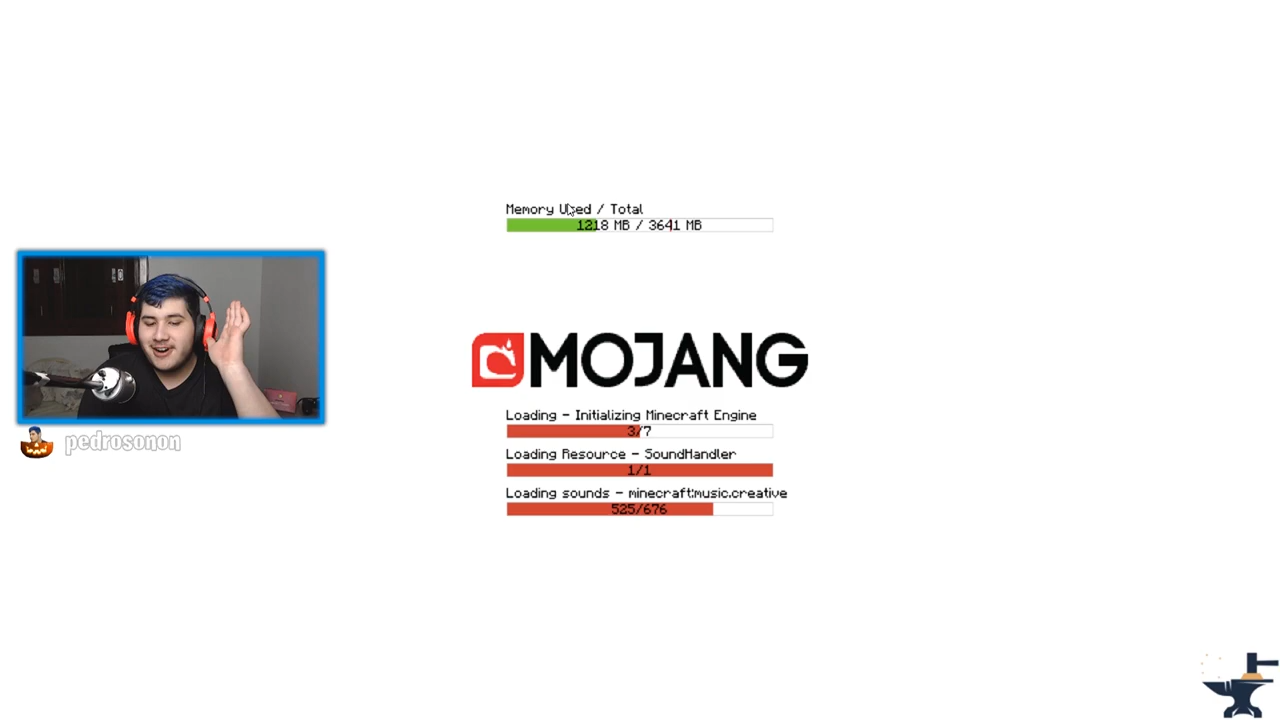 Memory Used / Total
1218 MB / 3641 MB
MOJANG
Loading - Initializing Minecraft Engine
3/7
Loading Resource - SoundHandler
1/1
Loading sounds - minecraft:music.creative
525/676
pedrosonon